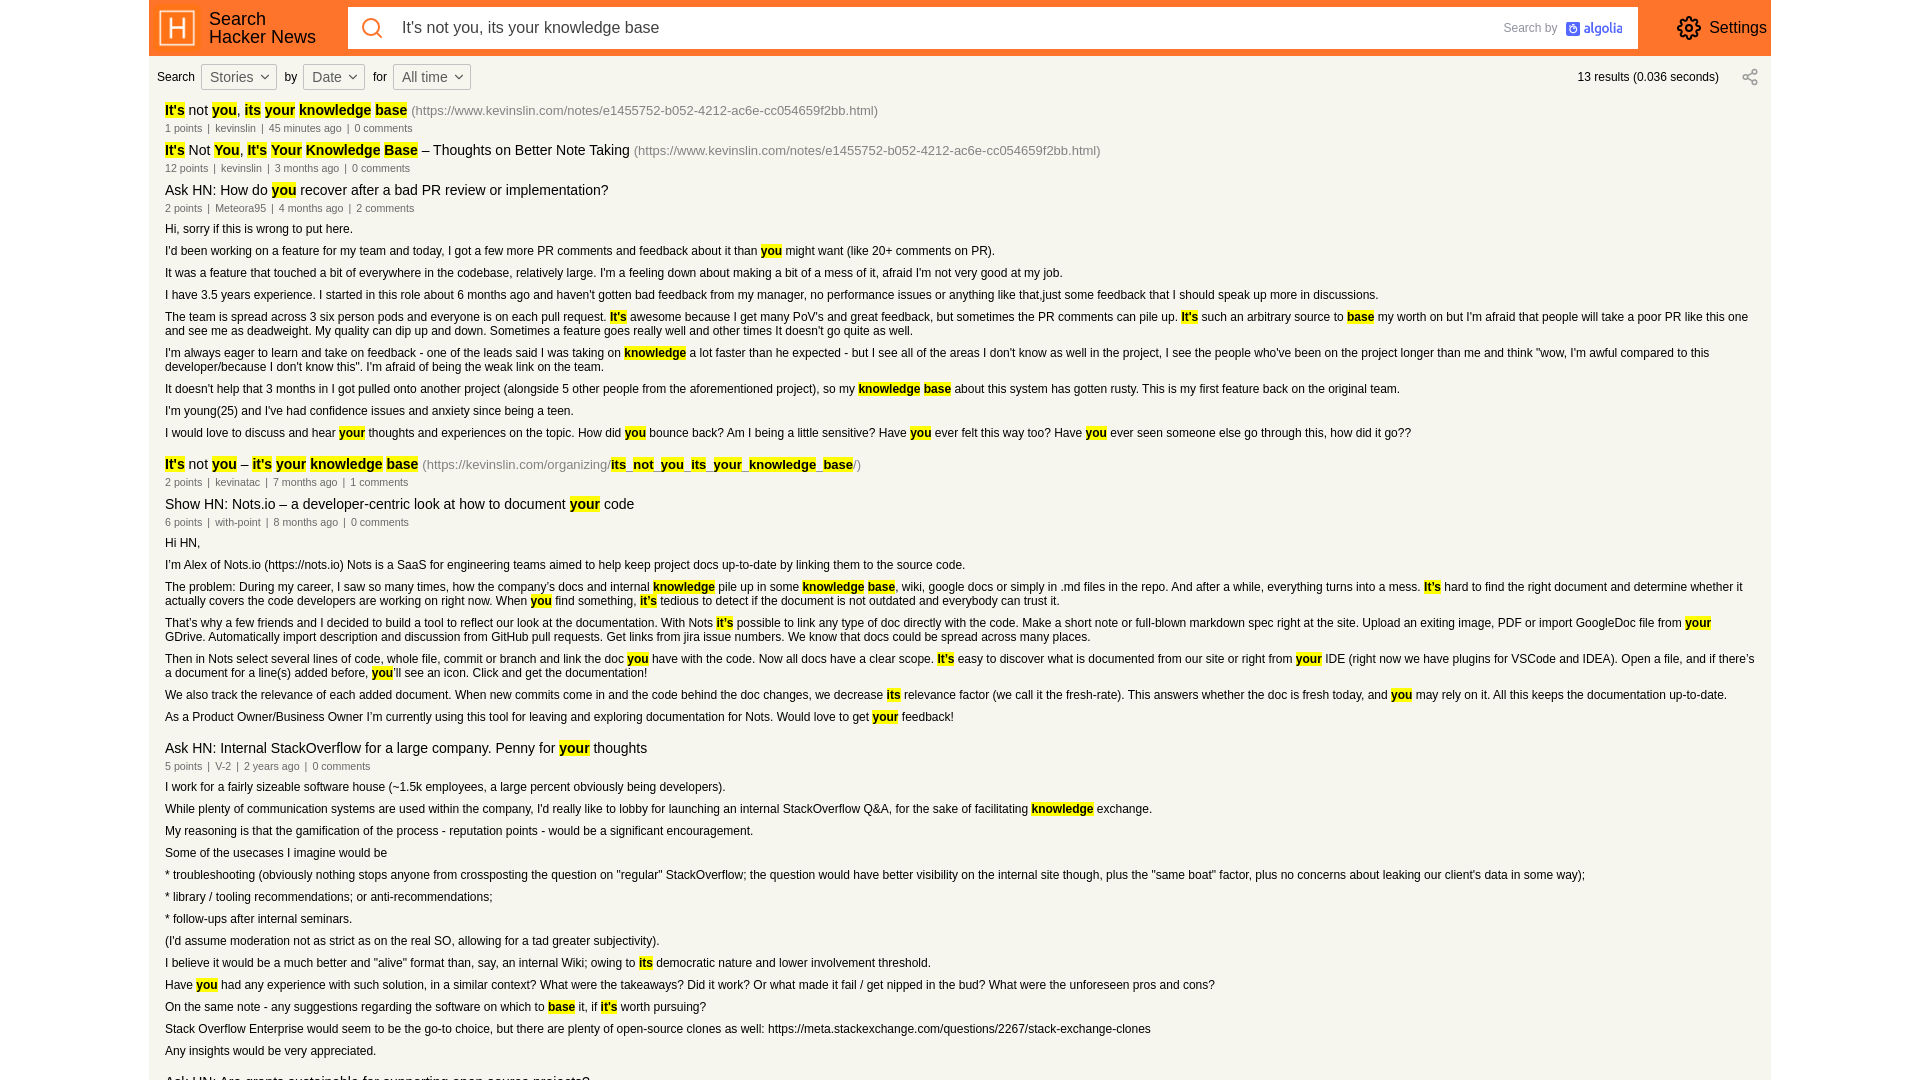 Search
Hacker News
It's not you, its your knowledge base
Search by algolia
Settings
Search Stories by Date for All time
13 results (0.036 seconds)
It's not you, its your knowledge base (https://www.kevinslin.com/notes/e1455752-b052-4212-ac6e-cc054659f2bb.html)
1 points | kevinslin | 45 minutes ago | 0 comments
It's Not You, It's Your Knowledge Base – Thoughts on Better Note Taking (https://www.kevinslin.com/notes/e1455752-b052-4212-ac6e-cc054659f2bb.html)
12 points | kevinslin | 3 months ago | 0 comments
Ask HN: How do you recover after a bad PR review or implementation?
2 points | Meteora95 | 4 months ago | 2 comments
Hi, sorry if this is wrong to put here.
I'd been working on a feature for my team and today, I got a few more PR comments and feedback about it than you might want (like 20+ comments on PR).
It was a feature that touched a bit of everywhere in the codebase, relatively large. I'm a feeling down about making a bit of a mess of it, afraid I'm not very good at my job.
I have 3.5 years experience. I started in this role about 6 months ago and haven't gotten bad feedback from my manager, no performance issues or anything like that,just some feedback that I should speak up more in discussions.
The team is spread across 3 six person pods and everyone is on each pull request. It's awesome because I get many PoV's and great feedback, but sometimes the PR comments can pile up. It's such an arbitrary source to base my worth on but I'm afraid that people will take a poor PR like this one
and see me as deadweight. My quality can dip up and down. Sometimes a feature goes really well and other times It doesn't go quite as well.
I'm always eager to learn and take on feedback - one of the leads said I was taking on knowledge a lot faster than he expected - but I see all of the areas I don't know as well in the project, I see the people who've been on the project longer than me and think "wow, I'm awful compared to this
developer/because I don't know this". I'm afraid of being the weak link on the team.
It doesn't help that 3 months in I got pulled onto another project (alongside 5 other people from the aforementioned project), so my knowledge base about this system has gotten rusty. This is my first feature back on the original team.
I'm young(25) and I've had confidence issues and anxiety since being a teen.
I would love to discuss and hear your thoughts and experiences on the topic. How did you bounce back? Am I being a little sensitive? Have you ever felt this way too? Have you ever seen someone else go through this, how did it go??
It's not you – it's your knowledge base (https://kevinslin.com/organizing/its_not_you_its_your_knowledge_base/)
2 points | kevinatac | 7 months ago | 1 comments
Show HN: Nots.io – a developer-centric look at how to document your code
6 points | with-point | 8 months ago | 0 comments
Hi HN,
I’m Alex of Nots.io (https://nots.io) Nots is a SaaS for engineering teams aimed to help keep project docs up-to-date by linking them to the source code.
The problem: During my career, I saw so many times, how the company’s docs and internal knowledge pile up in some knowledge base, wiki, google docs or simply in .md files in the repo. And after a while, everything turns into a mess. It’s hard to find the right document and determine whether it
actually covers the code developers are working on right now. When you find something, it’s tedious to detect if the document is not outdated and everybody can trust it.
That’s why a few friends and I decided to build a tool to reflect our look at the documentation. With Nots it’s possible to link any type of doc directly with the code. Make a short note or full-blown markdown spec right at the site. Upload an exiting image, PDF or import GoogleDoc file from your
GDrive. Automatically import description and discussion from GitHub pull requests. Get links from jira issue numbers. We know that docs could be spread across many places.
Then in Nots select several lines of code, whole file, commit or branch and link the doc you have with the code. Now all docs have a clear scope. It’s easy to discover what is documented from our site or right from your IDE (right now we have plugins for VSCode and IDEA). Open a file, and if there’s
a document for a line(s) added before, you’ll see an icon. Click and get the documentation!
We also track the relevance of each added document. When new commits come in and the code behind the doc changes, we decrease its relevance factor (we call it the fresh-rate). This answers whether the doc is fresh today, and you may rely on it. All this keeps the documentation up-to-date.
As a Product Owner/Business Owner I’m currently using this tool for leaving and exploring documentation for Nots. Would love to get your feedback!
Ask HN: Internal StackOverflow for a large company. Penny for your thoughts
5 points | V-2 | 2 years ago | 0 comments
I work for a fairly sizeable software house (~1.5k employees, a large percent obviously being developers).
While plenty of communication systems are used within the company, I'd really like to lobby for launching an internal StackOverflow Q&A, for the sake of facilitating knowledge exchange.
My reasoning is that the gamification of the process - reputation points - would be a significant encouragement.
Some of the usecases I imagine would be
* troubleshooting (obviously nothing stops anyone from crossposting the question on "regular" StackOverflow; the question would have better visibility on the internal site though, plus the "same boat" factor, plus no concerns about leaking our client's data in some way);
* library / tooling recommendations; or anti-recommendations;
* follow-ups after internal seminars.
(I'd assume moderation not as strict as on the real SO, allowing for a tad greater subjectivity).
I believe it would be a much better and "alive" format than, say, an internal Wiki; owing to its democratic nature and lower involvement threshold.
Have you had any experience with such solution, in a similar context? What were the takeaways? Did it work? Or what made it fail / get nipped in the bud? What were the unforeseen pros and cons?
On the same note - any suggestions regarding the software on which to base it, if it's worth pursuing?
Stack Overflow Enterprise would seem to be the go-to choice, but there are plenty of open-source clones as well: https://meta.stackexchange.com/questions/2267/stack-exchange-clones
Any insights would be very appreciated.
Ask HN: Are grants sustainable for supporting open source projects?